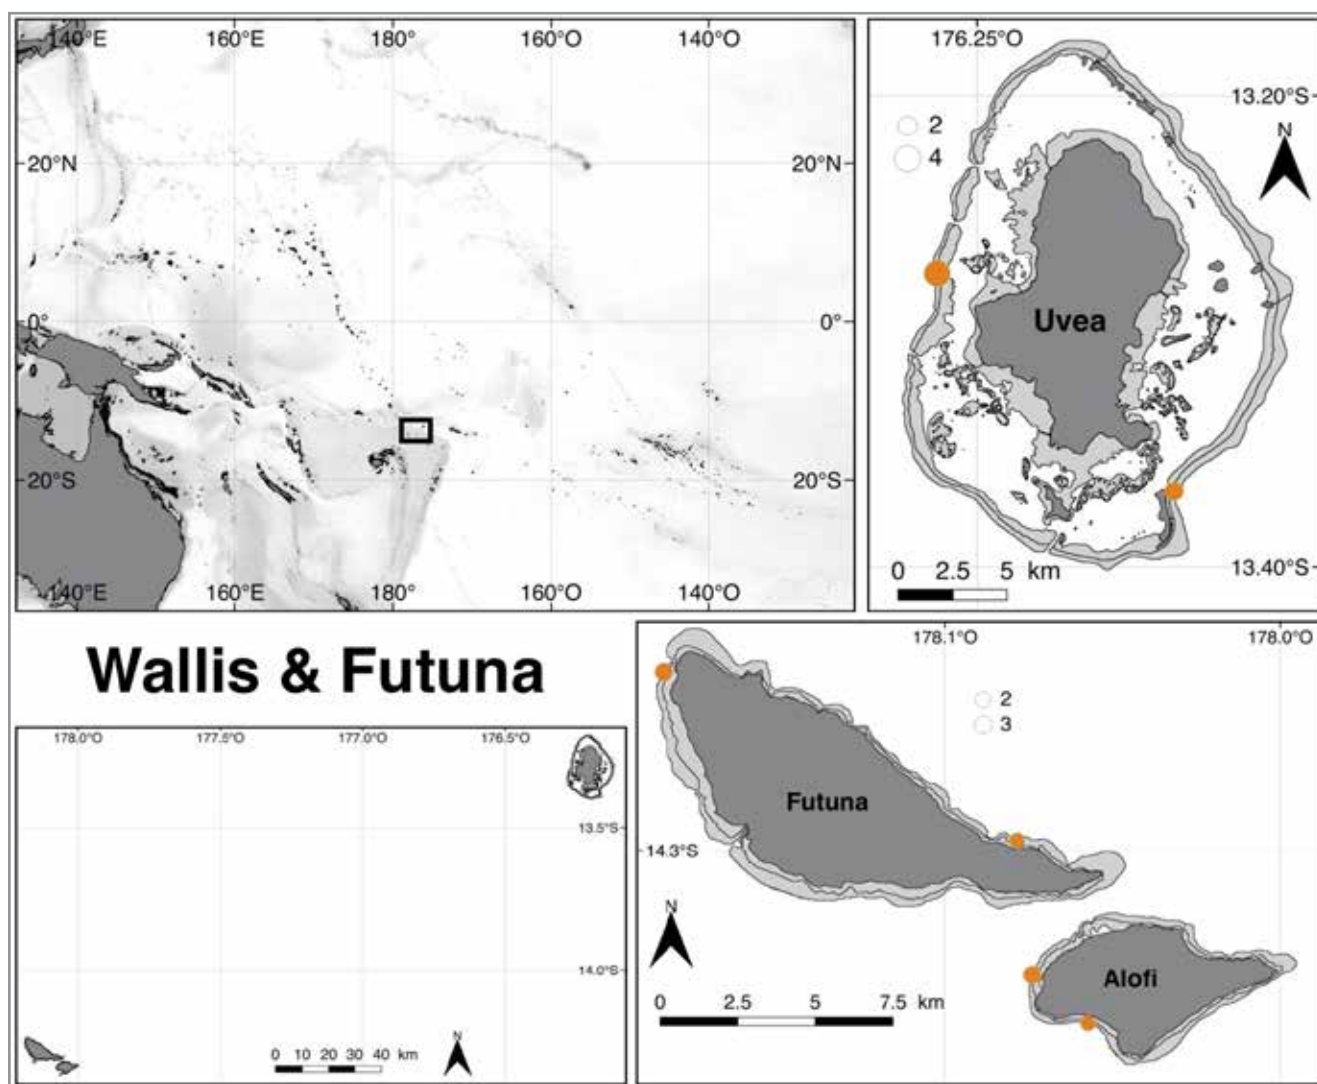 140°E 160°E 180°O 160°O 140°O
20°N 20°N
0° 0°
20°S 20°S
140°E 160°E 180°O 160°O 140°O
176.25°O
13.20°S
2
4
N
Uvea
0 2.5 5 km
13.40°S
Wallis & Futuna
178.0°O 177.5°O 177.0°O 176.5°O
13.5°S
14.0°S
N
0 10 20 30 40 km
178.1°O 178.0°O
2
3
Futuna
14.3°S
N
Alofi
0 2.5 5 7.5 km